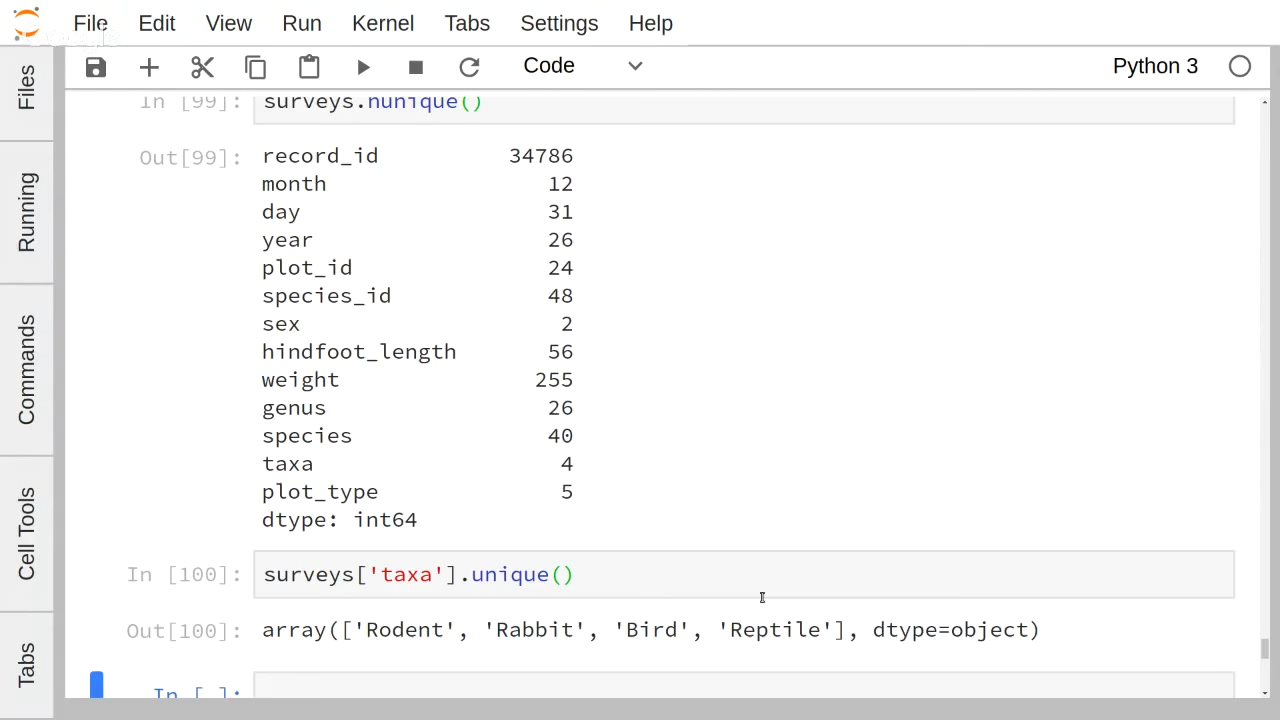 File Edit View Run Kernel Tabs Settings Help
Code Python 3
Files
Running
Commands
Cell Tools
Tabs
In [99]: surveys.nunique()
Out[99]: record_id 34786
month 12
day 31
year 26
plot_id 24
species_id 48
sex 2
hindfoot_length 56
weight 255
genus 26
species 40
taxa 4
plot_type 5
dtype: int64
In [100]: surveys['taxa'].unique()
Out[100]: array(['Rodent', 'Rabbit', 'Bird', 'Reptile'], dtype=object)
In [ ]: